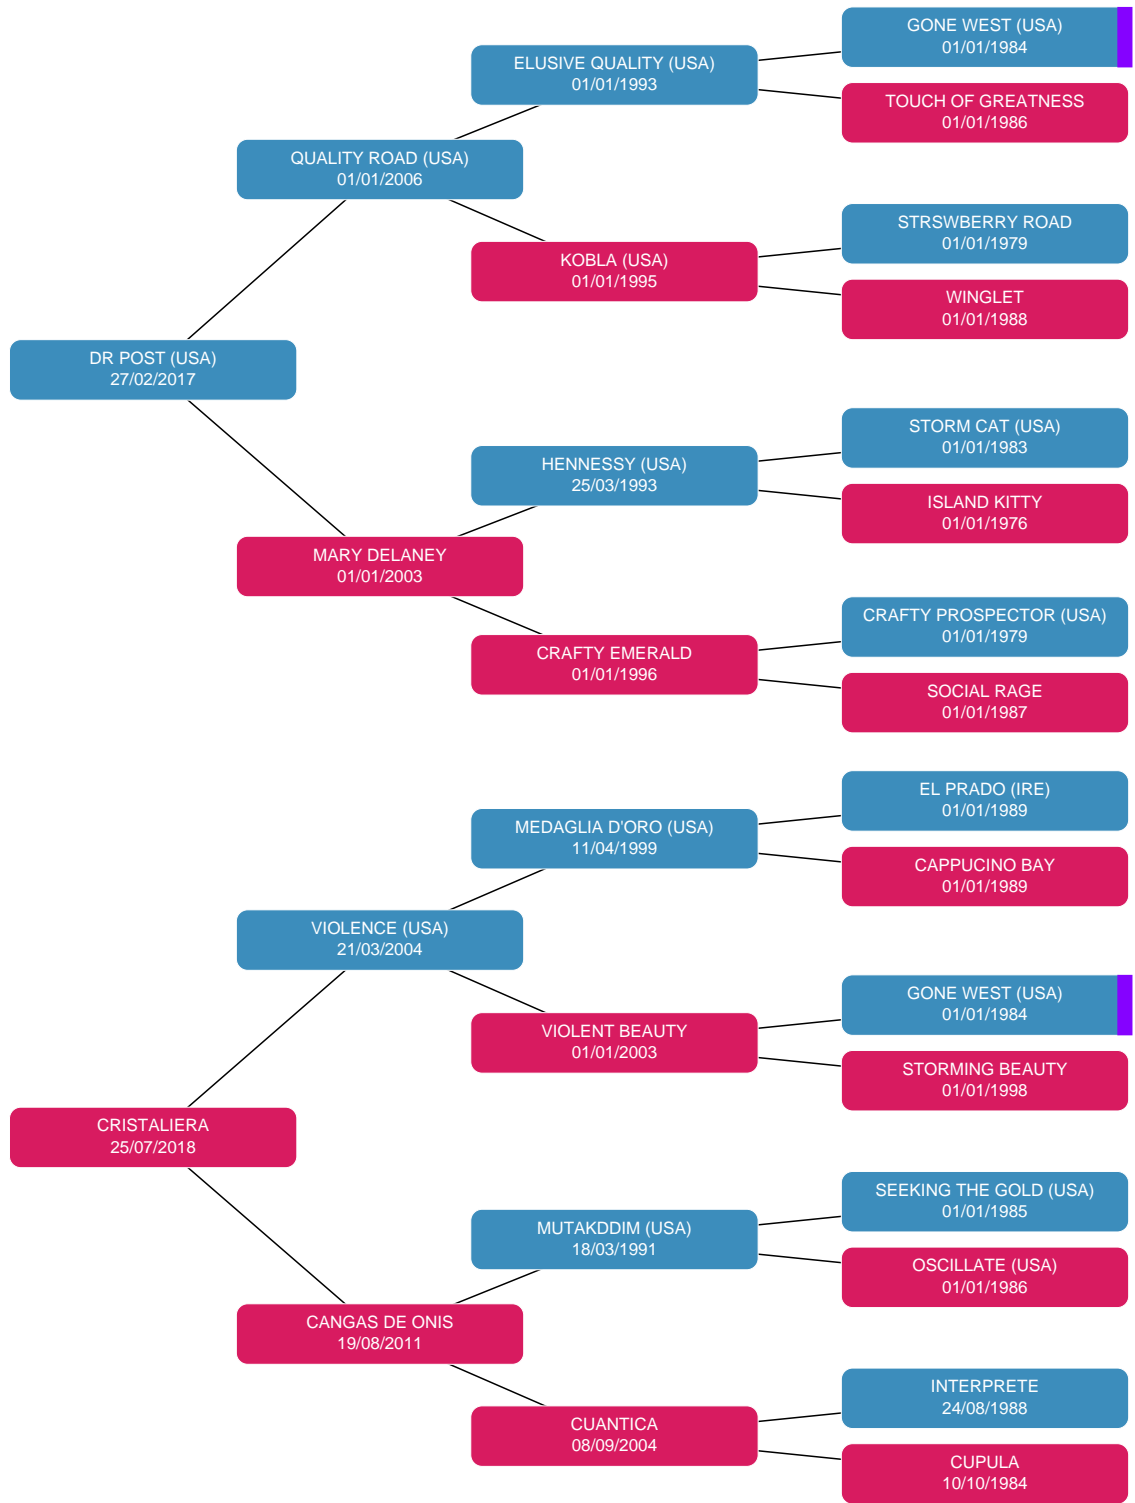 GONE WEST (USA)
01/01/1984
ELUSIVE QUALITY (USA)
01/01/1993
TOUCH OF GREATNESS
01/01/1986
QUALITY ROAD (USA)
01/01/2006
STRSWBERRY ROAD
01/01/1979
KOBLA (USA)
01/01/1995
WINGLET
01/01/1988
DR POST (USA)
27/02/2017
STORM CAT (USA)
01/01/1983
HENNESSY (USA)
25/03/1993
ISLAND KITTY
01/01/1976
MARY DELANEY
01/01/2003
CRAFTY PROSPECTOR (USA)
01/01/1979
CRAFTY EMERALD
01/01/1996
SOCIAL RAGE
01/01/1987
EL PRADO (IRE)
01/01/1989
MEDAGLIA D'ORO (USA)
11/04/1999
CAPPUCINO BAY
01/01/1989
VIOLENCE (USA)
21/03/2004
GONE WEST (USA)
01/01/1984
VIOLENT BEAUTY
01/01/2003
STORMING BEAUTY
01/01/1998
CRISTALIERA
25/07/2018
SEEKING THE GOLD (USA)
01/01/1985
MUTAKDDIM (USA)
18/03/1991
OSCILLATE (USA)
01/01/1986
CANGAS DE ONIS
19/08/2011
INTERPRETE
24/08/1988
CUANTICA
08/09/2004
CUPULA
10/10/1984